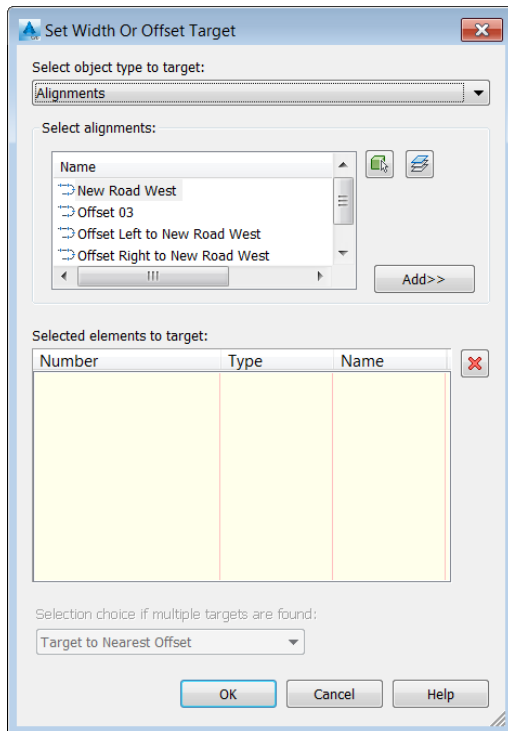 Set Width Or Offset Target
Select object type to target:
Alignments
Select alignments:
Name
New Road West
Offset 03
Offset Left to New Road West
Offset Right to New Road West
Add>>
Selected elements to target:
Number Type Name
Selection choice if multiple targets are found:
Target to Nearest Offset
OK Cancel Help